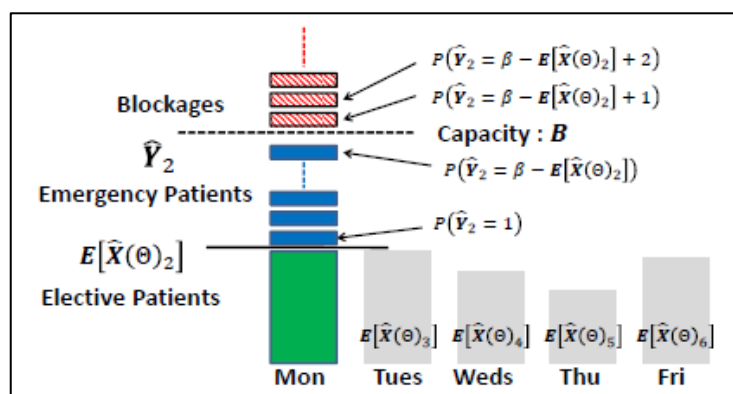 P(Ŷ₂ = β − E[X̂(Θ)₂] + 2)
Blockages
P(Ŷ₂ = β − E[X̂(Θ)₂] + 1)
Capacity : B
Ŷ₂
P(Ŷ₂ = β − E[X̂(Θ)₂])
Emergency Patients
P(Ŷ₂ = 1)
E[X̂(Θ)₂]
Elective Patients
E[X̂(Θ)₃] E[X̂(Θ)₄] E[X̂(Θ)₅] E[X̂(Θ)₆]
Mon Tues Weds Thu Fri